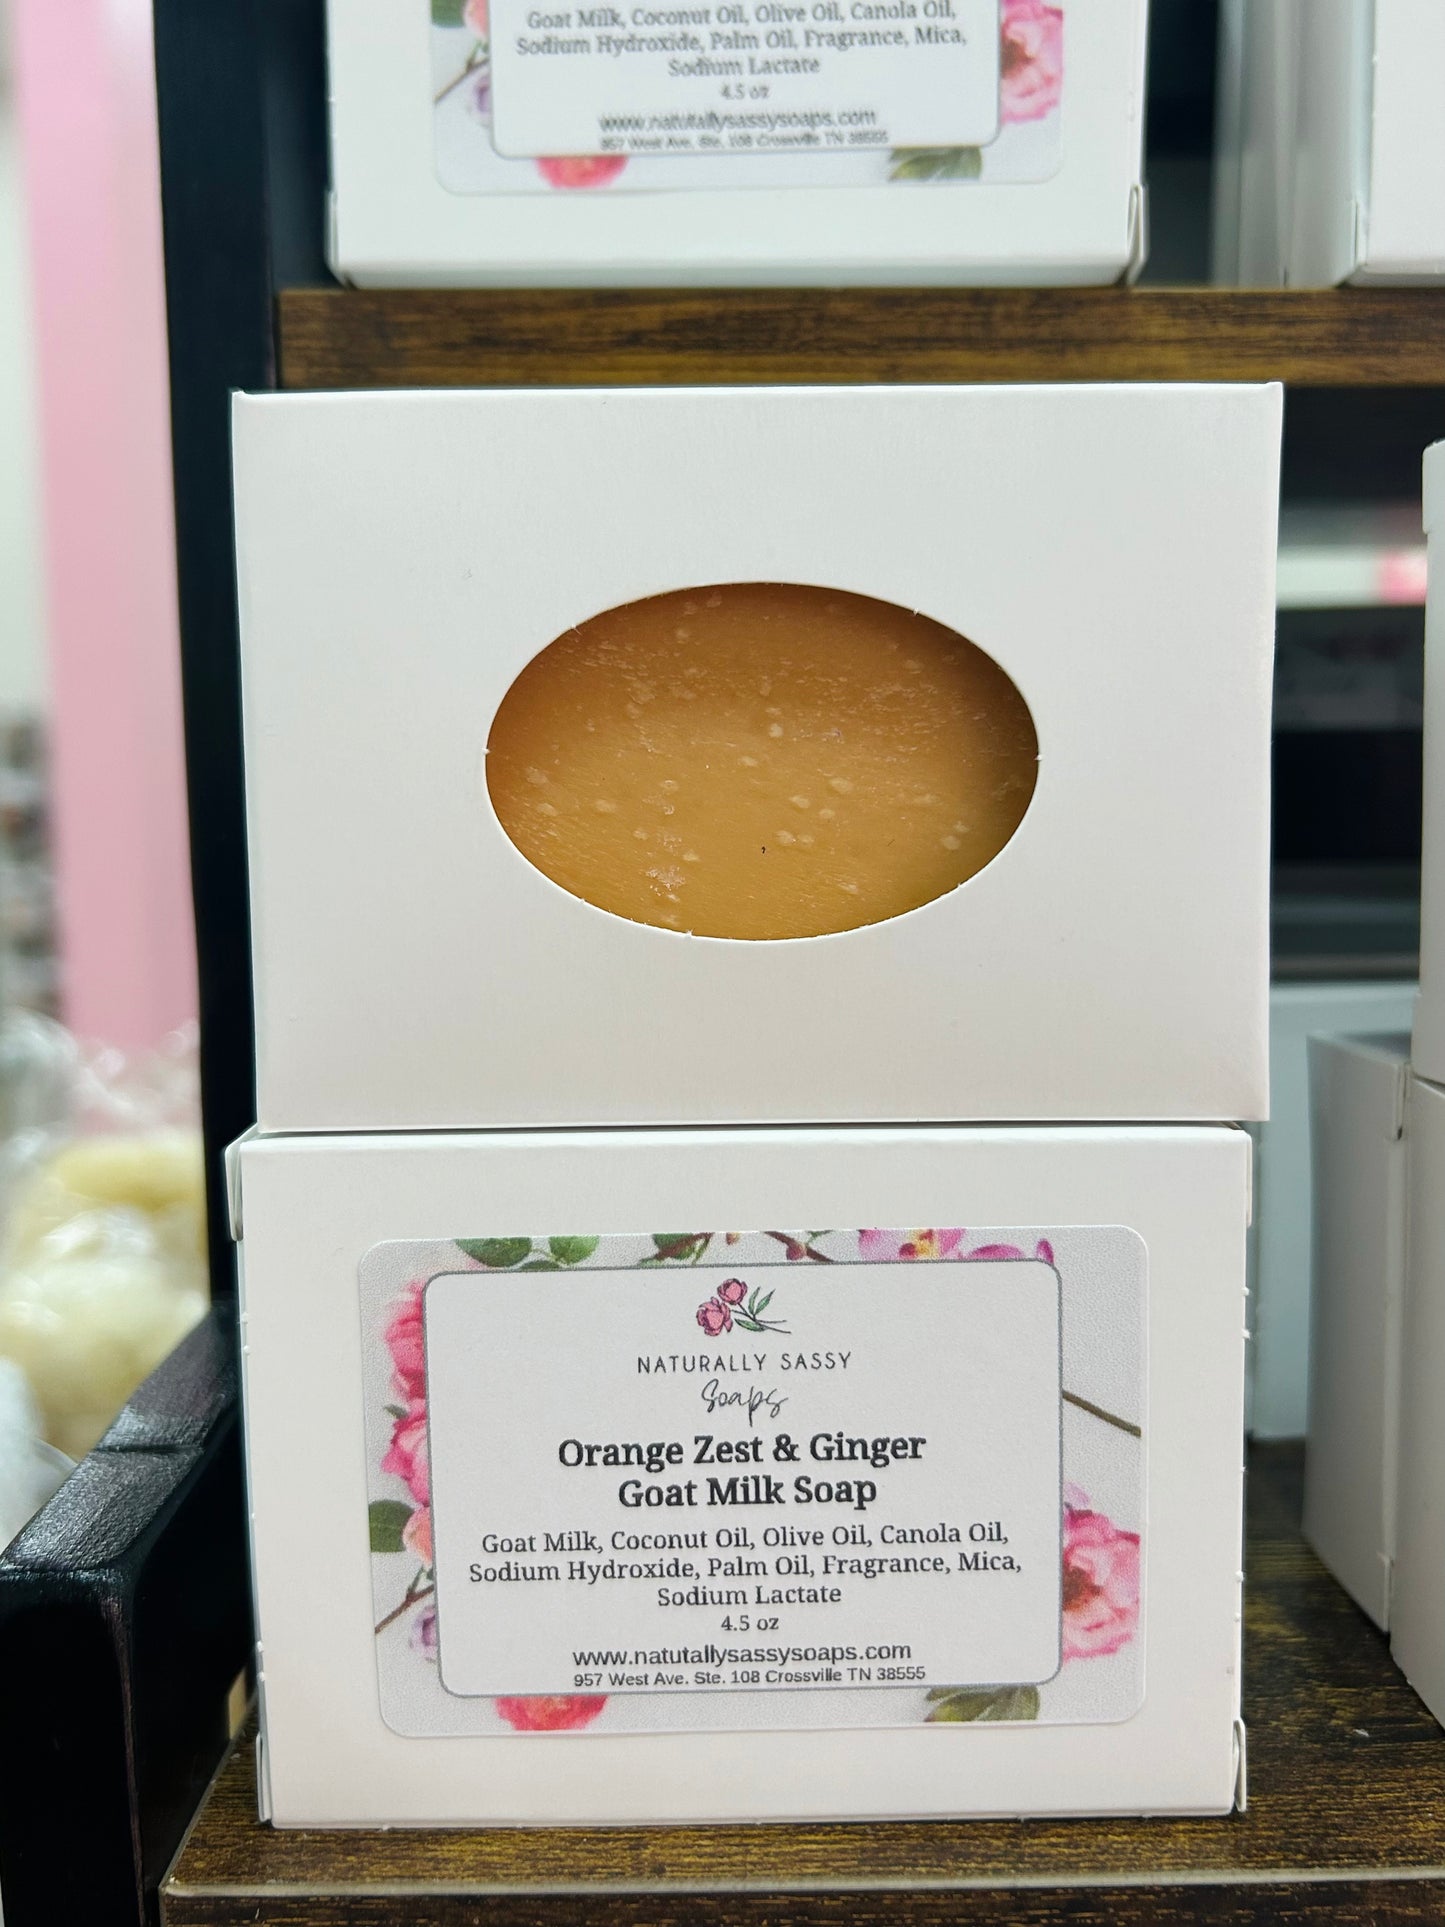 Goat Milk, Coconut Oil, Olive Oil, Canola Oil,
Sodium Hydroxide, Palm Oil, Fragrance, Mica,
Sodium Lactate
4.5 oz
www.natutallysassysoaps.com
957 West Ave. Ste. 108 Crossville TN 38555
NATURALLY SASSY
Soaps
Orange Zest & Ginger
Goat Milk Soap
Goat Milk, Coconut Oil, Olive Oil, Canola Oil,
Sodium Hydroxide, Palm Oil, Fragrance, Mica,
Sodium Lactate
4.5 oz
www.natutallysassysoaps.com
957 West Ave. Ste. 108 Crossville TN 38555